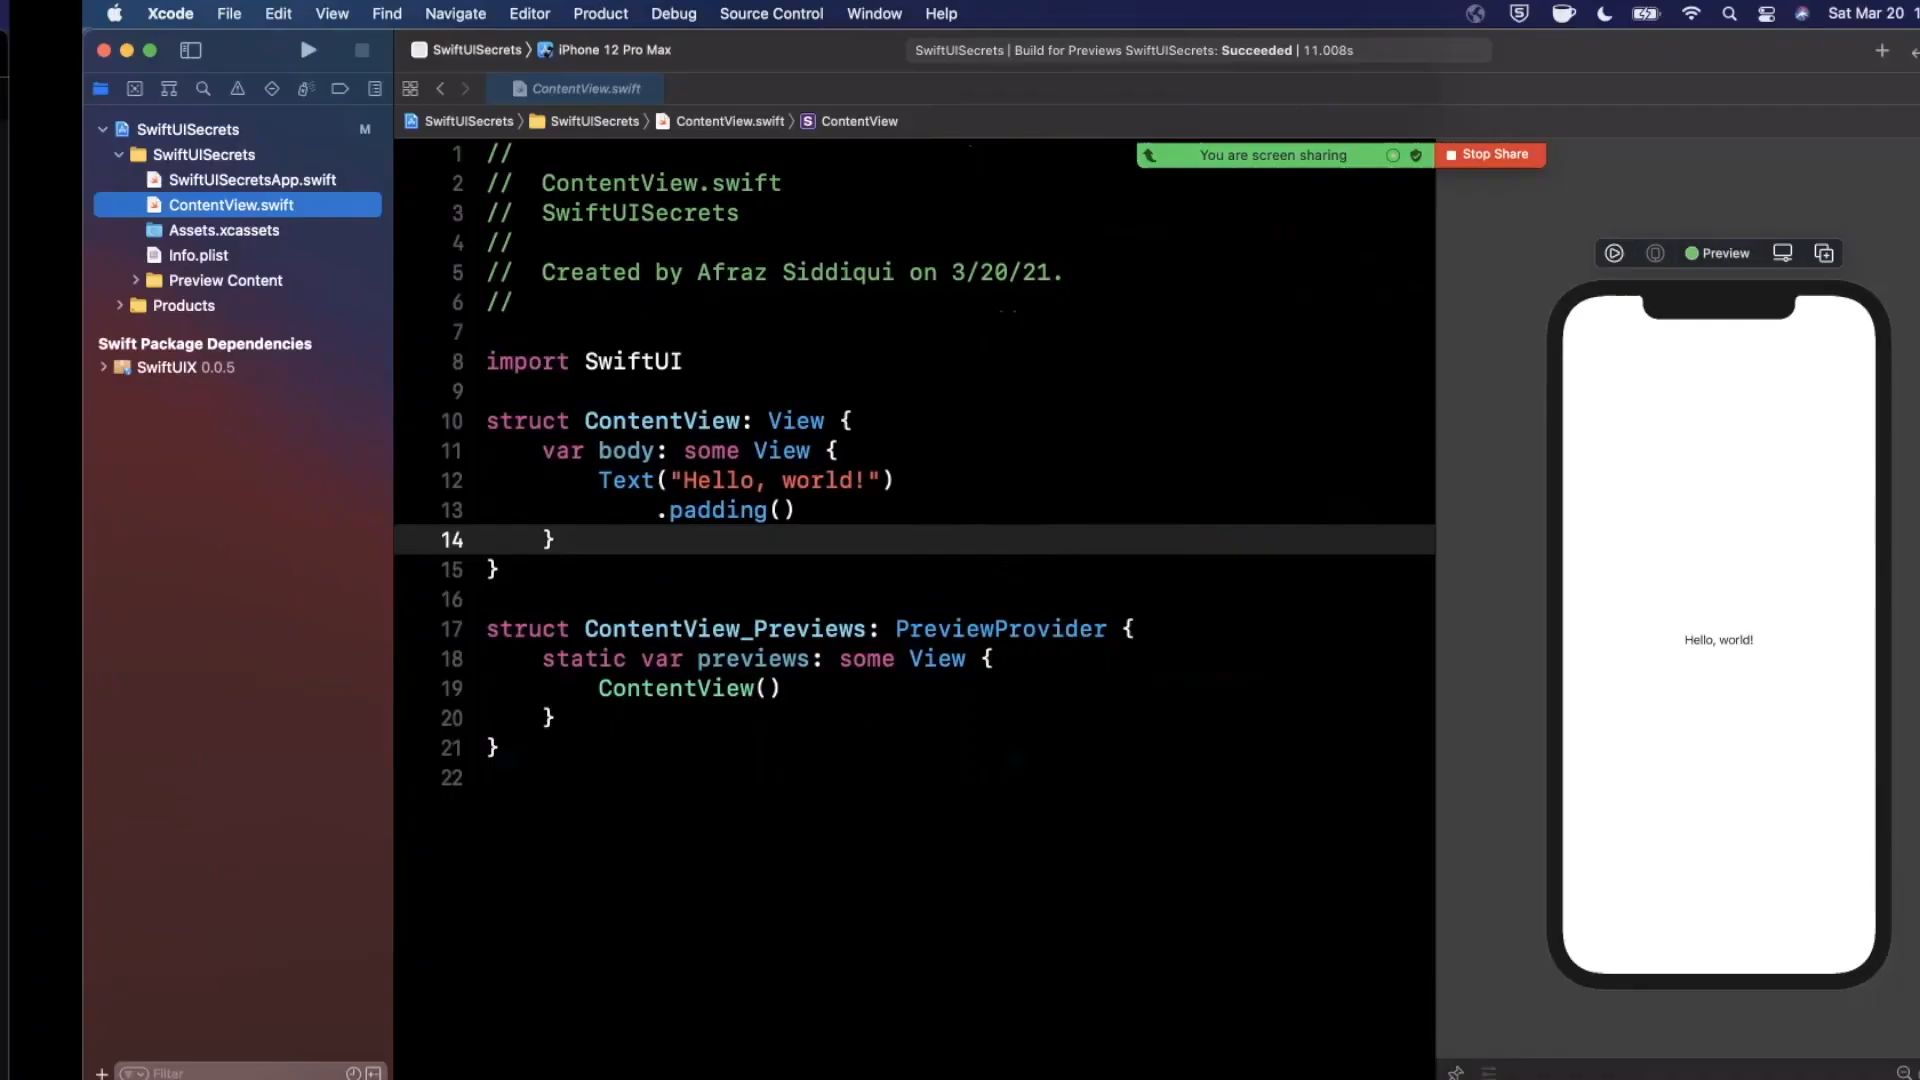 Xcode File Edit View Find Navigate Editor Product Debug Source Control Window Help Sat Mar 20 1
SwiftUISecrets iPhone 12 Pro Max SwiftUISecrets | Build for Previews SwiftUISecrets: Succeeded | 11.008s
ContentView.swift
SwiftUISecrets SwiftUISecrets ContentView.swift S ContentView
SwiftUISecrets M
SwiftUISecrets
SwiftUISecretsApp.swift
ContentView.swift
Assets.xcassets
Info.plist
Preview Content
Products
Swift Package Dependencies
SwiftUIX 0.0.5
Filter
You are screen sharing Stop Share
1 //
2 //  ContentView.swift
3 //  SwiftUISecrets
4 //
5 //  Created by Afraz Siddiqui on 3/20/21.
6 //
7
8 import SwiftUI
9
10 struct ContentView: View {
11     var body: some View {
12         Text("Hello, world!")
13             .padding()
14     }
15 }
16
17 struct ContentView_Previews: PreviewProvider {
18     static var previews: some View {
19         ContentView()
20     }
21 }
22
Preview
Hello, world!